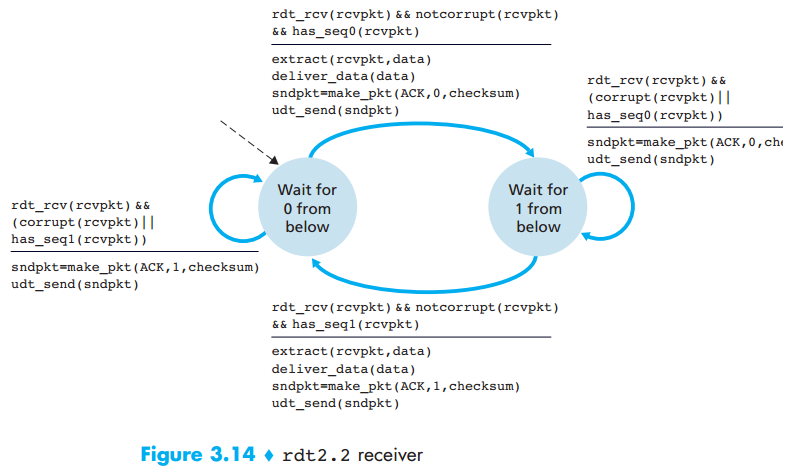 rdt_rcv(rcvpkt) && notcorrupt(rcvpkt)
&& has_seq0(rcvpkt)
extract(rcvpkt,data)
deliver_data(data)
sndpkt=make_pkt(ACK,0,checksum)
udt_send(sndpkt)
rdt_rcv(rcvpkt) &&
(corrupt(rcvpkt)||
has_seq0(rcvpkt))
sndpkt=make_pkt(ACK,0,che
udt_send(sndpkt)
Wait for
0 from
below
Wait for
1 from
below
rdt_rcv(rcvpkt) &&
(corrupt(rcvpkt)||
has_seq1(rcvpkt))
sndpkt=make_pkt(ACK,1,checksum)
udt_send(sndpkt)
rdt_rcv(rcvpkt) && notcorrupt(rcvpkt)
&& has_seq1(rcvpkt)
extract(rcvpkt,data)
deliver_data(data)
sndpkt=make_pkt(ACK,1,checksum)
udt_send(sndpkt)
Figure 3.14 ♦ rdt2.2 receiver